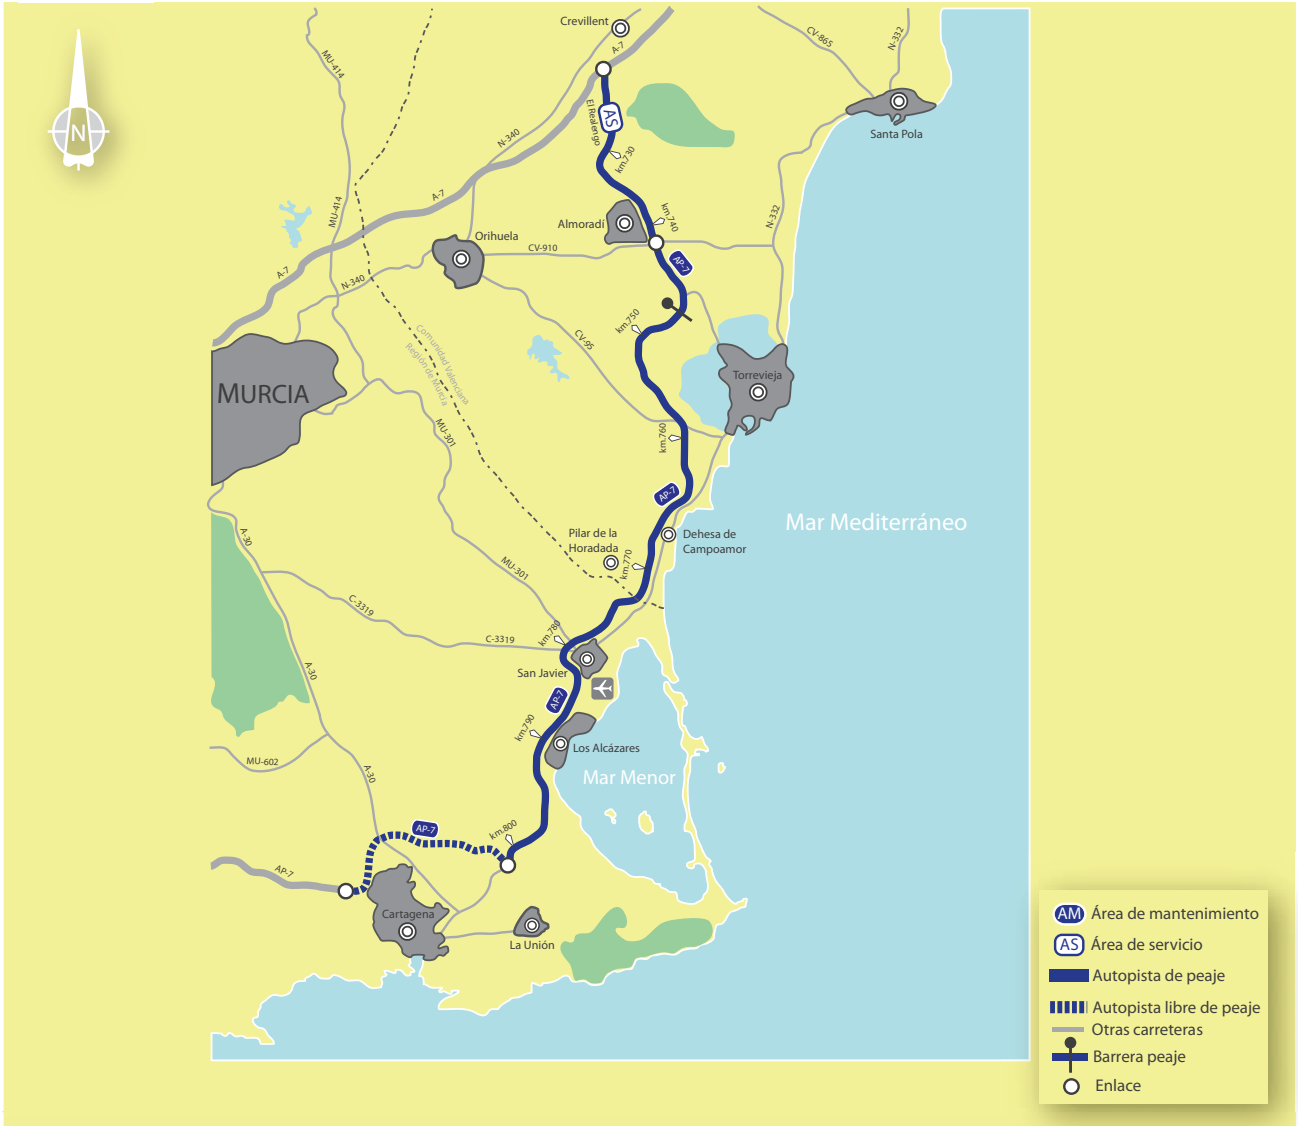 Crevillent
A-7
CV-865
N-332
MU-414
N
El Realengo
AS
Santa Pola
N-340
km.730
A-7
MU-414
km.740
N-332
Almoradí
Orihuela
CV-910
AP-7
A-7
N-340
km.750
CV-95
Comunidad Valenciana
Región de Murcia
MURCIA
Torrevieja
MU-301
km.760
AP-7
Mar Mediterráneo
A-30
Pilar de la
Horadada
Dehesa de
Campoamor
km.770
MU-301
C-3319
km.780
C-3319
San Javier
A-30
AP-7
km.790
Los Alcázares
MU-602
A-30
Mar Menor
AP-7
km.800
AP-7
Cartagena
La Unión
AM Área de mantenimiento
AS Área de servicio
Autopista de peaje
Autopista libre de peaje
Otras carreteras
Barrera peaje
Enlace